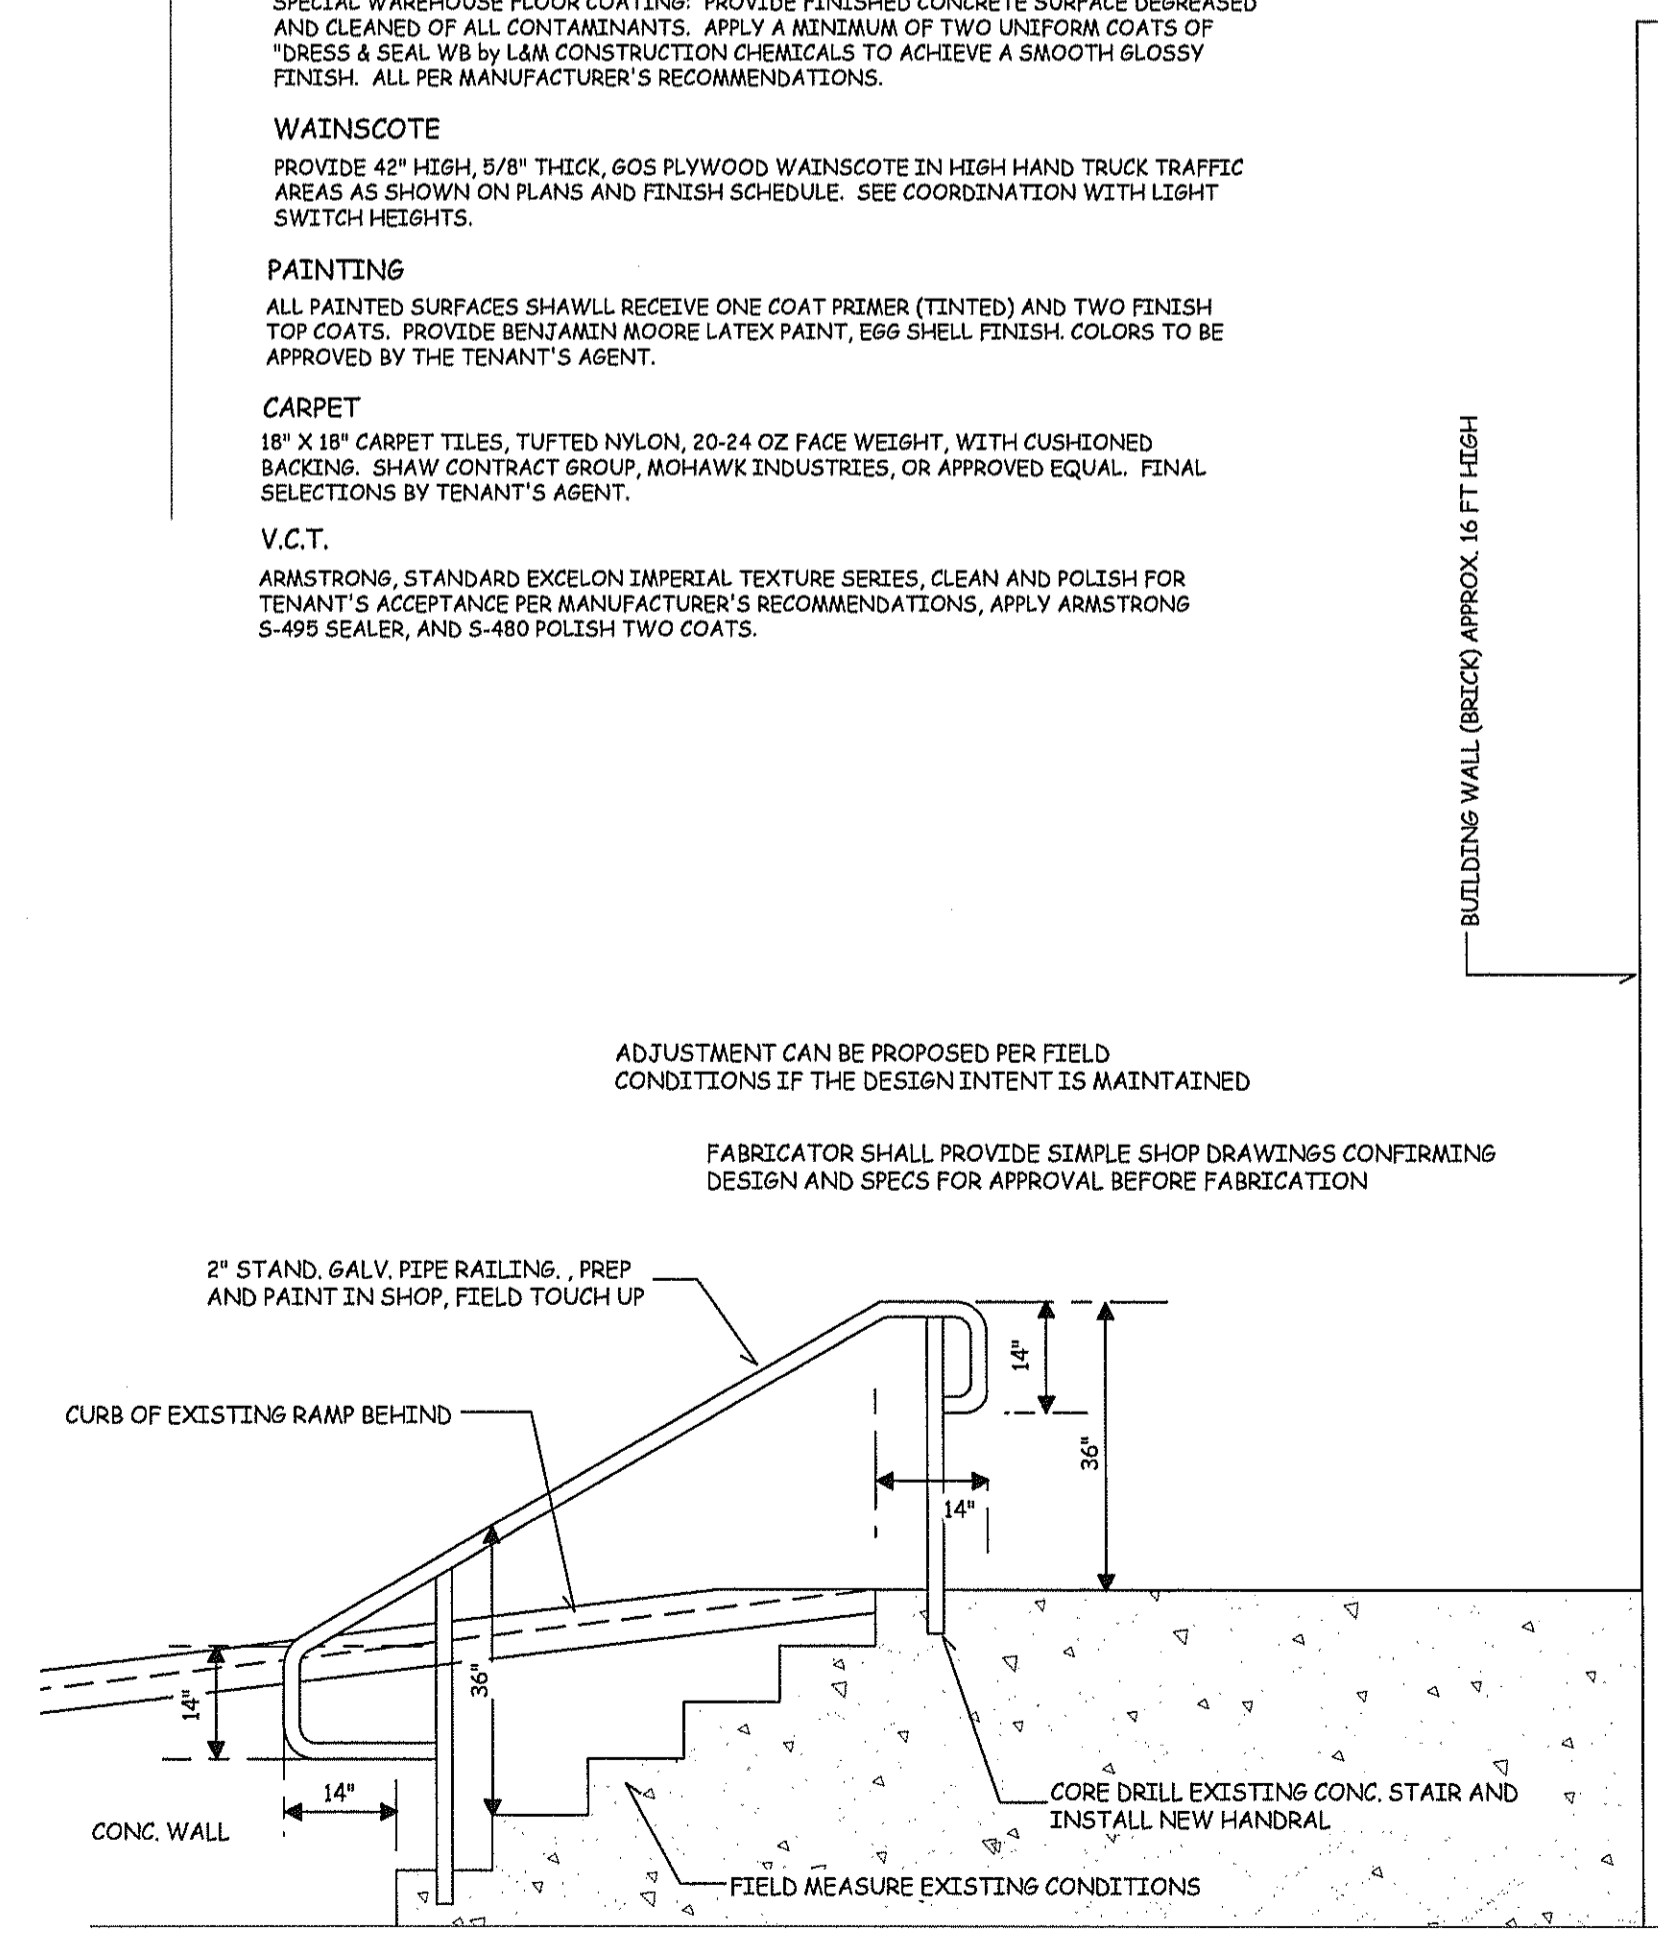 SPECIAL WAREHOUSE FLOOR COATING: PROVIDE FINISHED CONCRETE SURFACE DEGREASED
AND CLEANED OF ALL CONTAMINANTS. APPLY A MINIMUM OF TWO UNIFORM COATS OF
"DRESS & SEAL WB by L&M CONSTRUCTION CHEMICALS TO ACHIEVE A SMOOTH GLOSSY
FINISH. ALL PER MANUFACTURER'S RECOMMENDATIONS.
WAINSCOTE
PROVIDE 42" HIGH, 5/8" THICK, GOS PLYWOOD WAINSCOTE IN HIGH HAND TRUCK TRAFFIC
AREAS AS SHOWN ON PLANS AND FINISH SCHEDULE. SEE COORDINATION WITH LIGHT
SWITCH HEIGHTS.
PAINTING
ALL PAINTED SURFACES SHAWLL RECEIVE ONE COAT PRIMER (TINTED) AND TWO FINISH
TOP COATS. PROVIDE BENJAMIN MOORE LATEX PAINT, EGG SHELL FINISH. COLORS TO BE
APPROVED BY THE TENANT'S AGENT.
CARPET
18" X 18" CARPET TILES, TUFTED NYLON, 20-24 OZ FACE WEIGHT, WITH CUSHIONED
BACKING. SHAW CONTRACT GROUP, MOHAWK INDUSTRIES, OR APPROVED EQUAL. FINAL
SELECTIONS BY TENANT'S AGENT.
V.C.T.
ARMSTRONG, STANDARD EXCELON IMPERIAL TEXTURE SERIES, CLEAN AND POLISH FOR
TENANT'S ACCEPTANCE PER MANUFACTURER'S RECOMMENDATIONS, APPLY ARMSTRONG
S-495 SEALER, AND S-480 POLISH TWO COATS.
BUILDING WALL (BRICK) APPROX. 16 FT HIGH
ADJUSTMENT CAN BE PROPOSED PER FIELD
CONDITIONS IF THE DESIGN INTENT IS MAINTAINED
FABRICATOR SHALL PROVIDE SIMPLE SHOP DRAWINGS CONFIRMING
DESIGN AND SPECS FOR APPROVAL BEFORE FABRICATION
2" STAND. GALV. PIPE RAILING. , PREP
AND PAINT IN SHOP, FIELD TOUCH UP
14"
CURB OF EXISTING RAMP BEHIND
36"
14"
36"
14"
14"
CORE DRILL EXISTING CONC. STAIR AND
INSTALL NEW HANDRAL
CONC. WALL
FIELD MEASURE EXISTING CONDITIONS